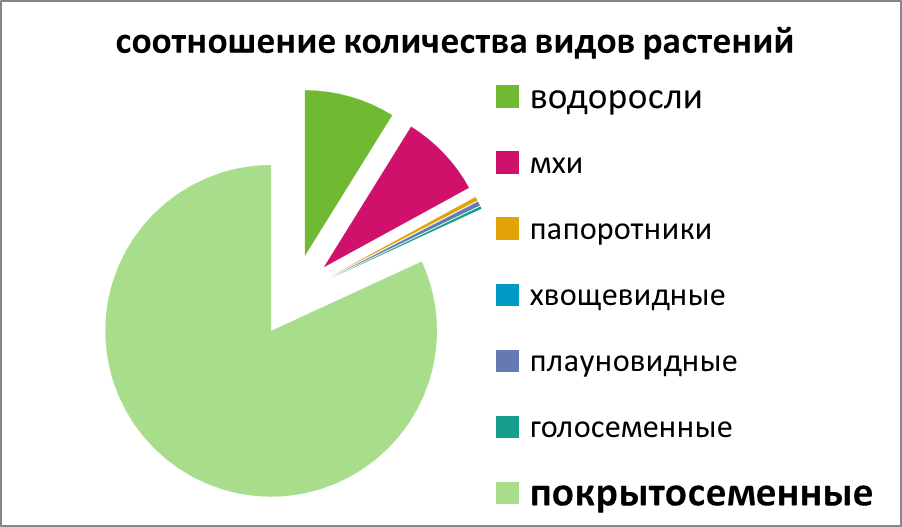 соотношение количества видов растений
водоросли
мхи
папоротники
хвощевидные
плауновидные
голосеменные
покрытосеменные